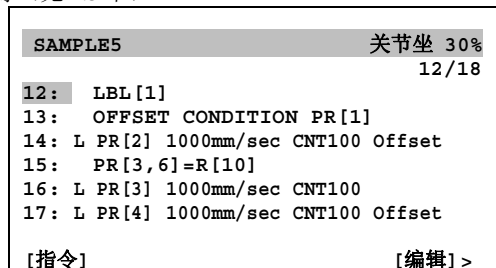 SAMPLE5 关节坐 30%
12/18
12: LBL[1]
13: OFFSET CONDITION PR[1]
14: L PR[2] 1000mm/sec CNT100 Offset
15: PR[3,6]=R[10]
16: L PR[3] 1000mm/sec CNT100
17: L PR[4] 1000mm/sec CNT100 Offset
[指令] [编辑]>